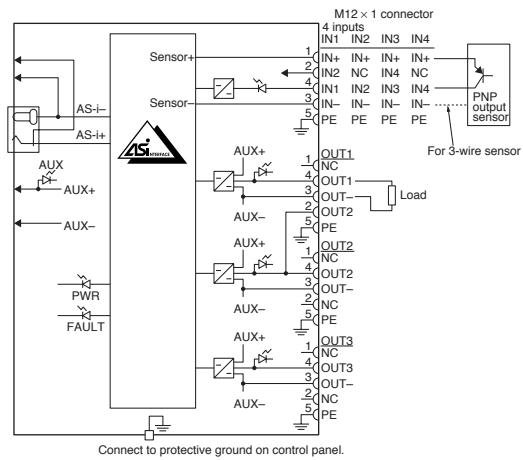 M12 × 1 connector
4 inputs
IN1 IN2 IN3 IN4
Sensor+
1 IN+ IN+ IN+ IN+
2 IN2 NC IN4 NC
4 IN1 IN2 IN3 IN4
Sensor–
3 IN– IN– IN– IN–
5 PE PE PE PE
PNP
output
sensor
For 3-wire sensor
AS-i–
AS-i+
ASi INTERFACE
AUX
AUX+
AUX–
PWR
FAULT
AUX+
OUT1
1 NC
4 OUT1
3 OUT–
2 OUT2
5 PE
AUX–
Load
AUX+
OUT2
1 NC
4 OUT2
3 OUT–
2 NC
5 PE
AUX–
AUX+
OUT3
1 NC
4 OUT3
3 OUT–
2 NC
5 PE
AUX–
Connect to protective ground on control panel.